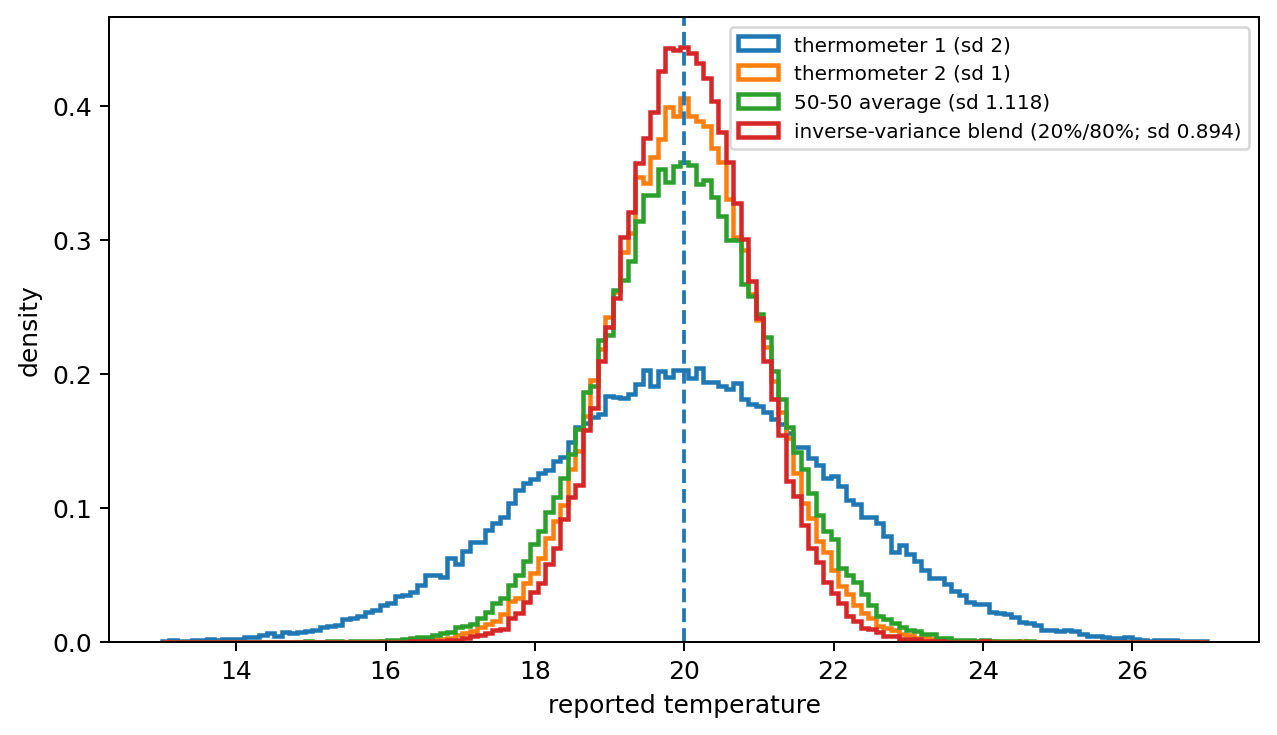 thermometer 1 (sd 2)
thermometer 2 (sd 1)
50-50 average (sd 1.118)
inverse-variance blend (20%/80%; sd 0.894)
density
0.4
0.3
0.2
0.1
0.0
14 16 18 20 22 24 26
reported temperature